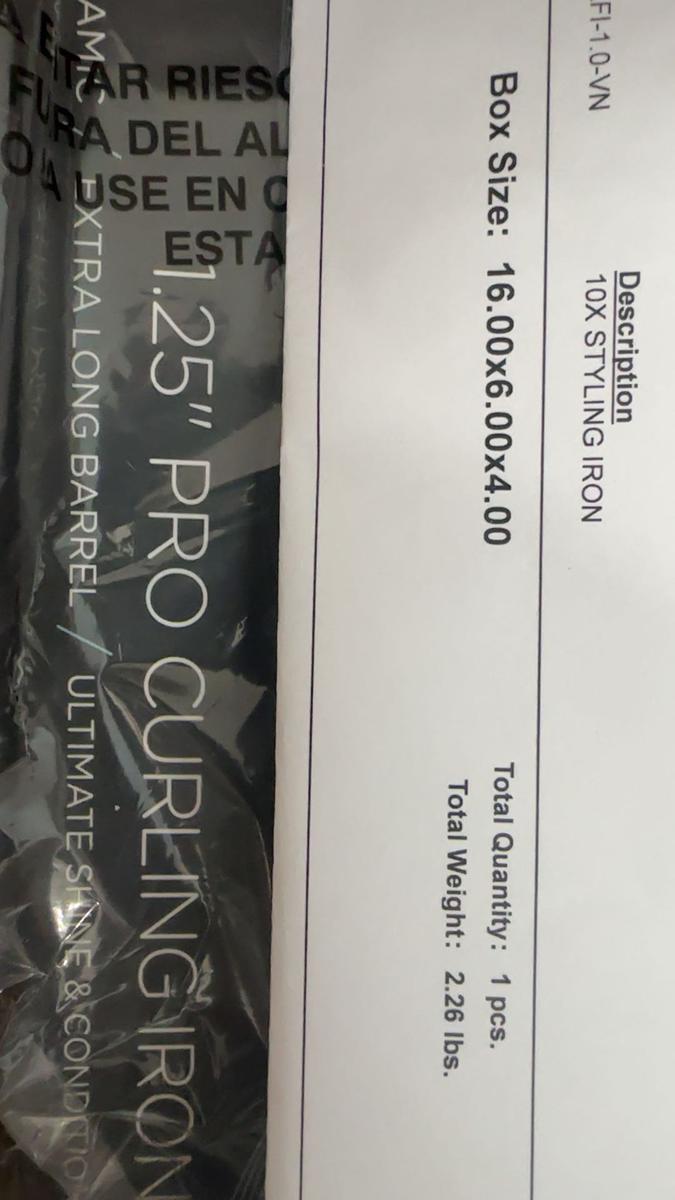 FI-1.0-VN
Description
10X STYLING IRON
Box Size: 16.00x6.00x4.00
Total Quantity: 1 pcs.
Total Weight: 2.26 lbs.
RIES
DEL AL
USE EN
ESTA
1.25" PRO CURLING IRON
EXTRA LONG BARREL / ULTIMATE SHINE & CONDITIO